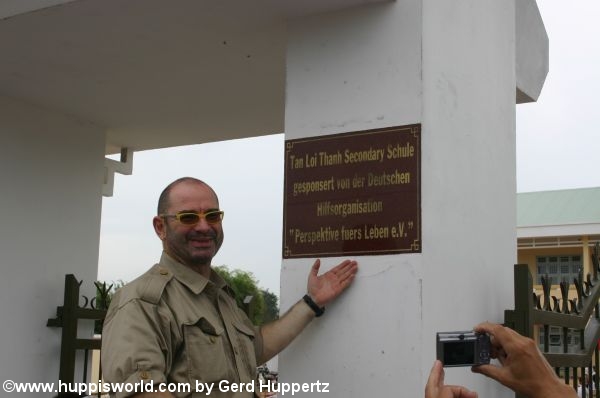 Tan Loi Thanh Secondary Schule
gesponsert von der Deutschen
Hilfsorganisation
"Perspektive fuers Leben e.V."
©www.huppisworld.com by Gerd Huppertz